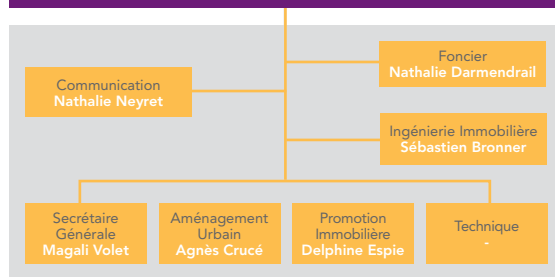 Foncier
Nathalie Darmendrail
Communication
Nathalie Neyret
Ingénierie Immobilière
Sébastien Bronner
Secrétaire
Générale
Magali Volet
Aménagement
Urbain
Agnès Crucé
Promotion
Immobilière
Delphine Espie
Technique
-